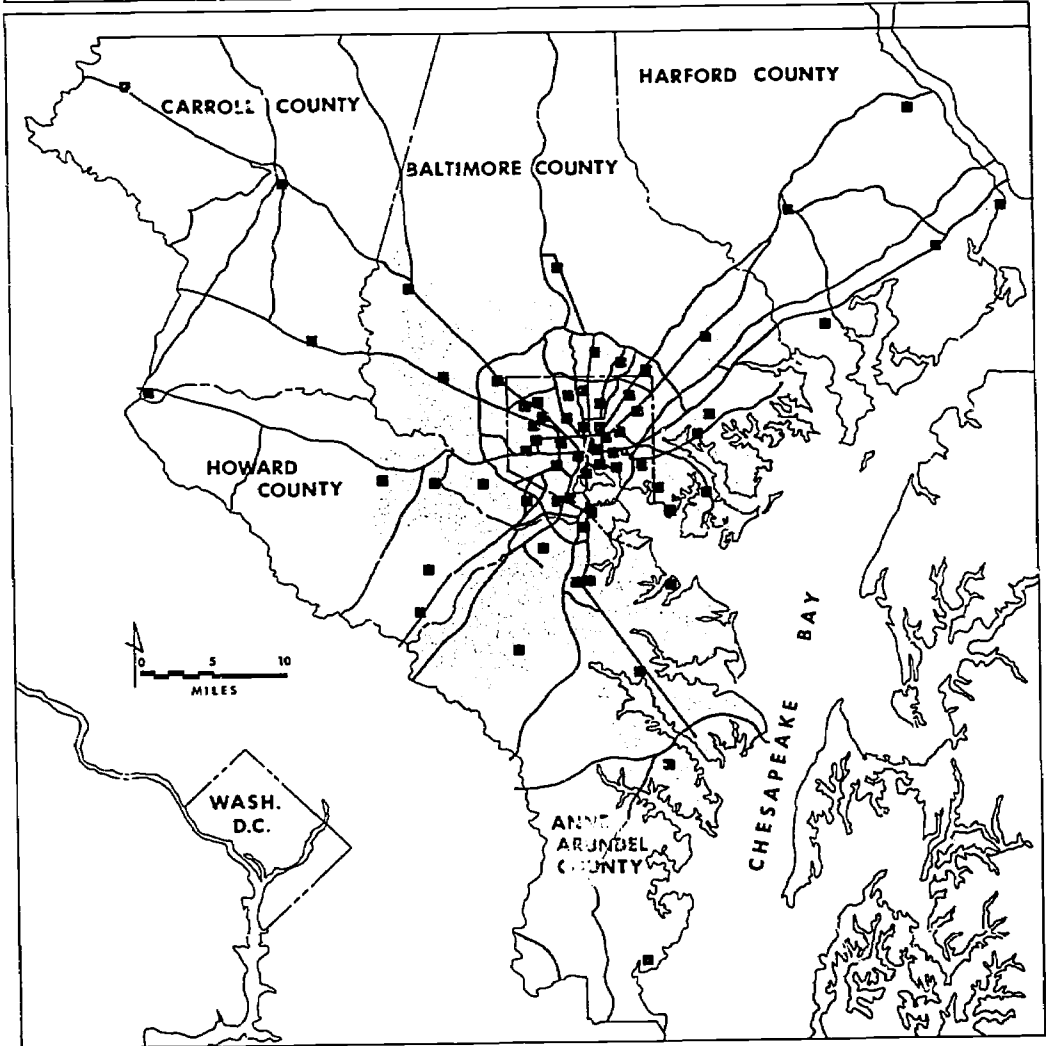 HARFORD COUNTY
CARROLL COUNTY
BALTIMORE COUNTY
HOWARD
COUNTY
0 5 10
MILES
CHESAPEAKE BAY
WASH.
D.C.
ANNE
ARUNDEL
COUNTY